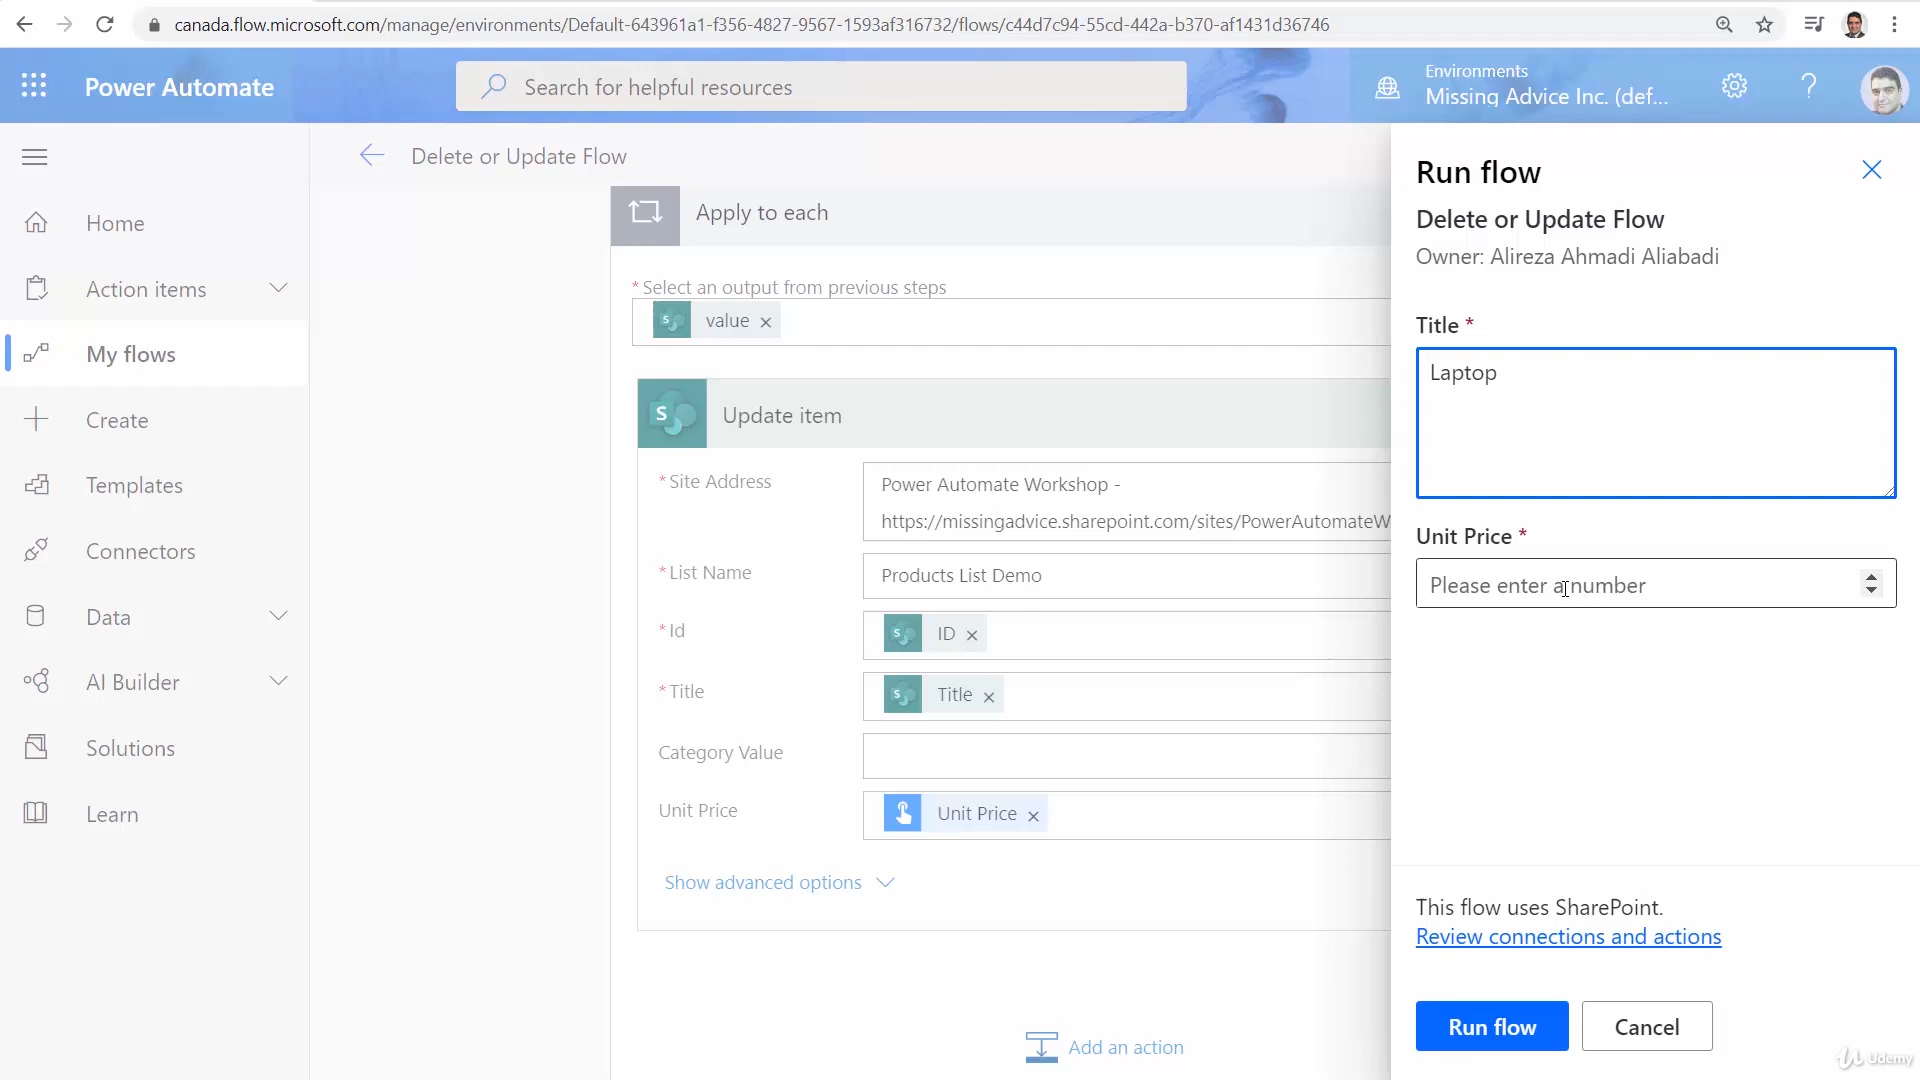 canada.flow.microsoft.com/manage/environments/Default-643961a1-f356-4827-9567-1593af316732/flows/c44d7c94-55cd-442a-b370-af1431d36746
Power Automate
Search for helpful resources
Environments
Missing Advice Inc. (def...
?
Home
Action items
My flows
Create
Templates
Connectors
Data
AI Builder
Solutions
Learn
Delete or Update Flow
Apply to each
* Select an output from previous steps
S value ×
S Update item
* Site Address
Power Automate Workshop -
https://missingadvice.sharepoint.com/sites/PowerAutomateW
* List Name
Products List Demo
* Id
S ID ×
* Title
S Title ×
Category Value
Unit Price
Unit Price ×
Show advanced options
Add an action
Run flow
Delete or Update Flow
Owner: Alireza Ahmadi Aliabadi
Title *
Laptop
Unit Price *
Please enter a number
This flow uses SharePoint.
Review connections and actions
Run flow
Cancel
Udemy